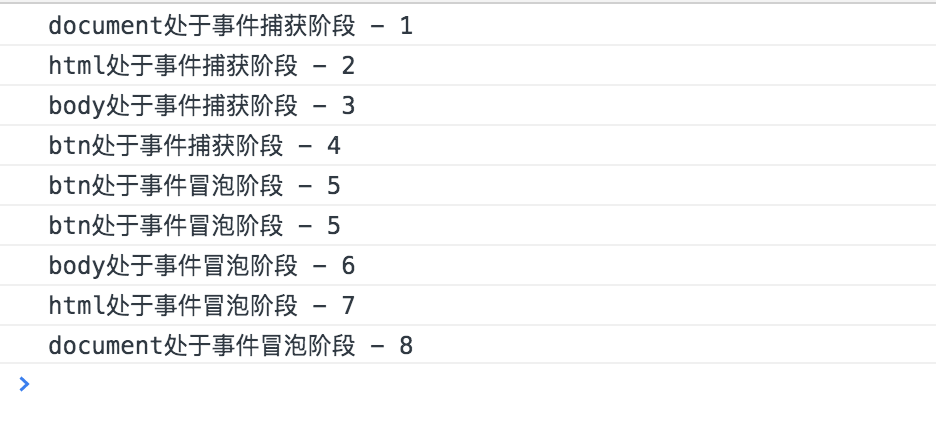 document处于事件捕获阶段 - 1
html处于事件捕获阶段 - 2
body处于事件捕获阶段 - 3
btn处于事件捕获阶段 - 4
btn处于事件冒泡阶段 - 5
btn处于事件冒泡阶段 - 5
body处于事件冒泡阶段 - 6
html处于事件冒泡阶段 - 7
document处于事件冒泡阶段 - 8